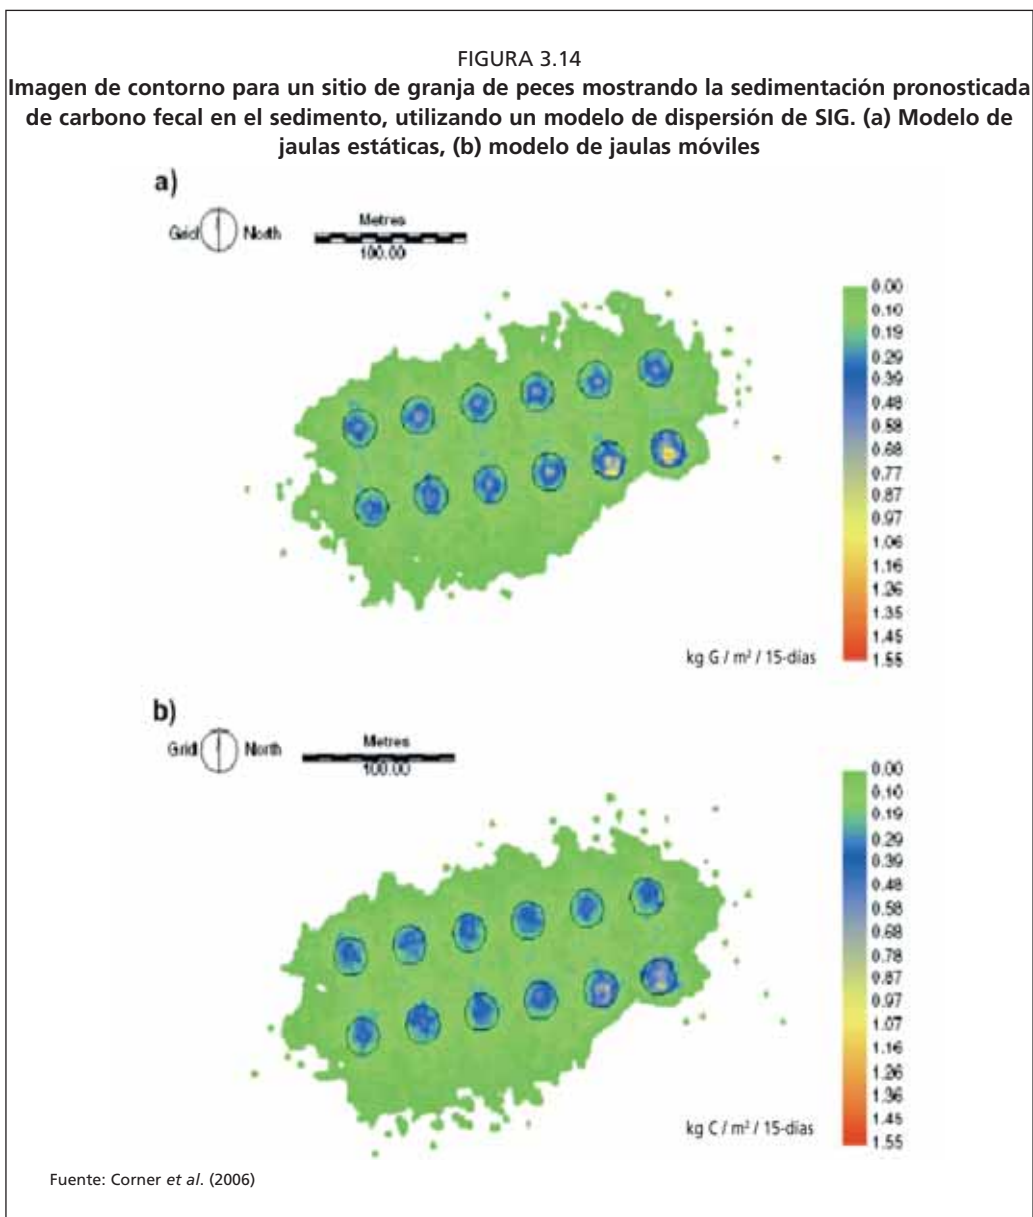 FIGURA 3.14
Imagen de contorno para un sitio de granja de peces mostrando la sedimentación pronosticada
de carbono fecal en el sedimento, utilizando un modelo de dispersión de SIG. (a) Modelo de
jaulas estáticas, (b) modelo de jaulas móviles
a)
Grid North
Metres
100.00
0.00
0.10
0.19
0.29
0.39
0.48
0.58
0.68
0.77
0.87
0.97
1.06
1.16
1.26
1.35
1.45
1.55
kg G / m² / 15-días
b)
Grid North
Metres
100.00
0.00
0.10
0.19
0.29
0.39
0.48
0.58
0.68
0.78
0.87
0.97
1.07
1.16
1.26
1.36
1.45
1.55
kg C / m² / 15-días
Fuente: Corner et al. (2006)